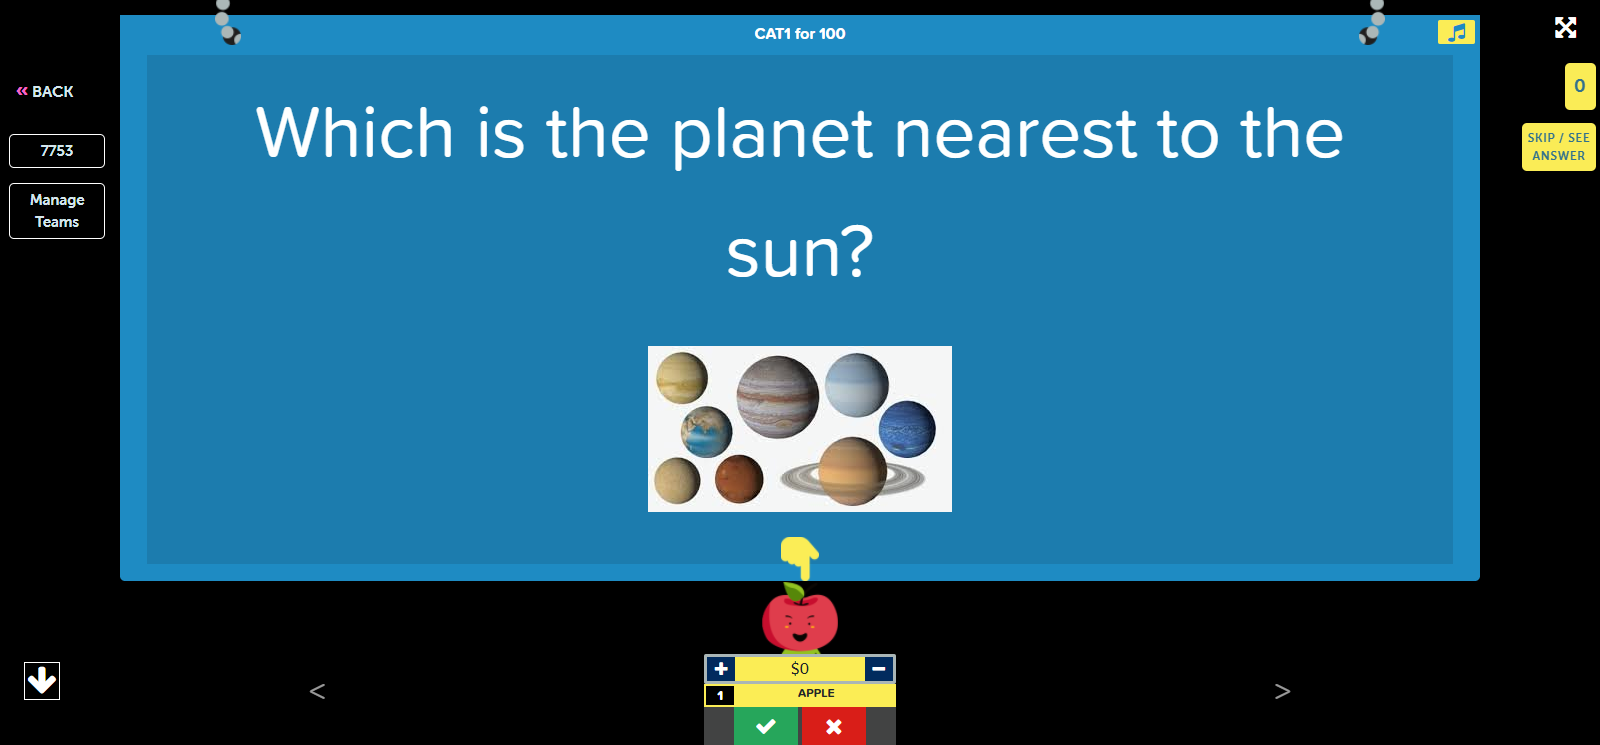 CAT1 for 100
« BACK
0
7753
SKIP / SEE
ANSWER
Manage
Teams
Which is the planet nearest to the
sun?
+ $0 −
1 APPLE
< >